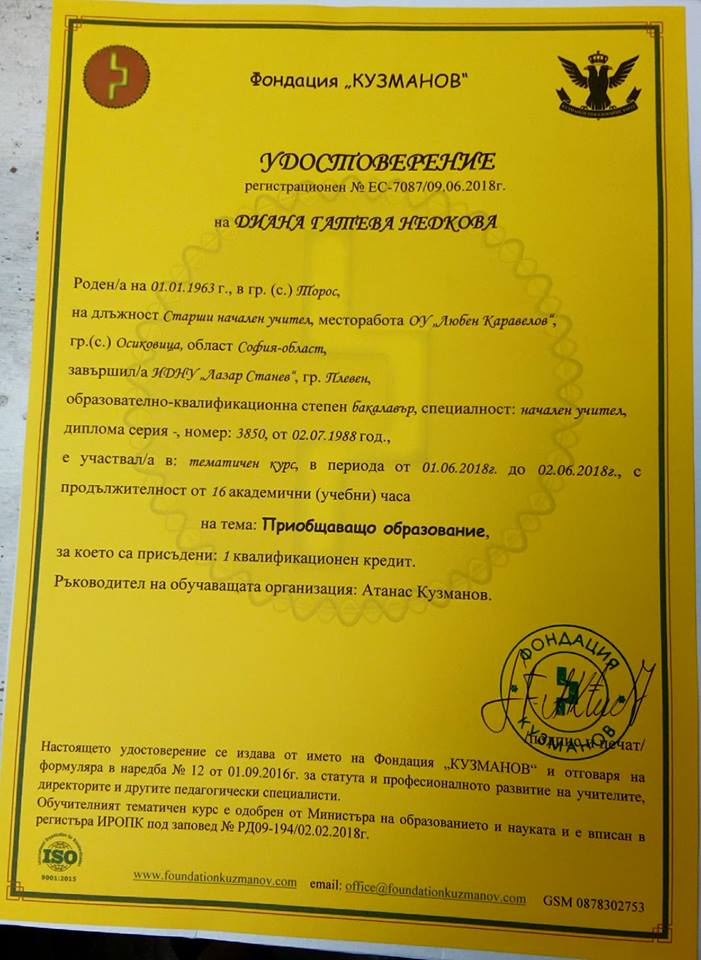 Фондация „КУЗМАНОВ“
УДОСТОВЕРЕНИЕ
регистрационен № ЕС-7087/09.06.2018г.
на ДИАНА ГАТЕВА НЕДКОВА
Роден/а на 01.01.1963 г., в гр. (с.) Торос,
на длъжност Старши начален учител, месторабота ОУ „Любен Каравелов“,
гр.(с.) Осиковица, област София-област,
завършил/а ИДНУ „Лазар Станев“, гр. Плевен,
образователно-квалификационна степен бакалавър, специалност: начален учител,
диплома серия -, номер: 3850, от 02.07.1988 год.,
е участвал/а в: тематичен курс, в периода от 01.06.2018г. до 02.06.2018г., с
продължителност от 16 академични (учебни) часа
на тема: Приобщаващо образование,
за което са присъдени: 1 квалификационен кредит.
Ръководител на обучаващата организация: Атанас Кузманов.
ФОНДАЦИЯ
КУЗМАНОВ
печат/
Настоящето удостоверение се издава от името на Фондация „КУЗМАНОВ“ и отговаря на
формуляра в наредба № 12 от 01.09.2016г. за статута и професионалното развитие на учителите,
директорите и другите педагогически специалисти.
Обучителният тематичен курс е одобрен от Министъра на образованието и науката и е вписан в
регистъра ИРОПК под заповед № РД09-194/02.02.2018г.
ISO
9001:2015
www.foundationkuzmanov.com email: office@foundationkuzmanov.com GSM 0878302753